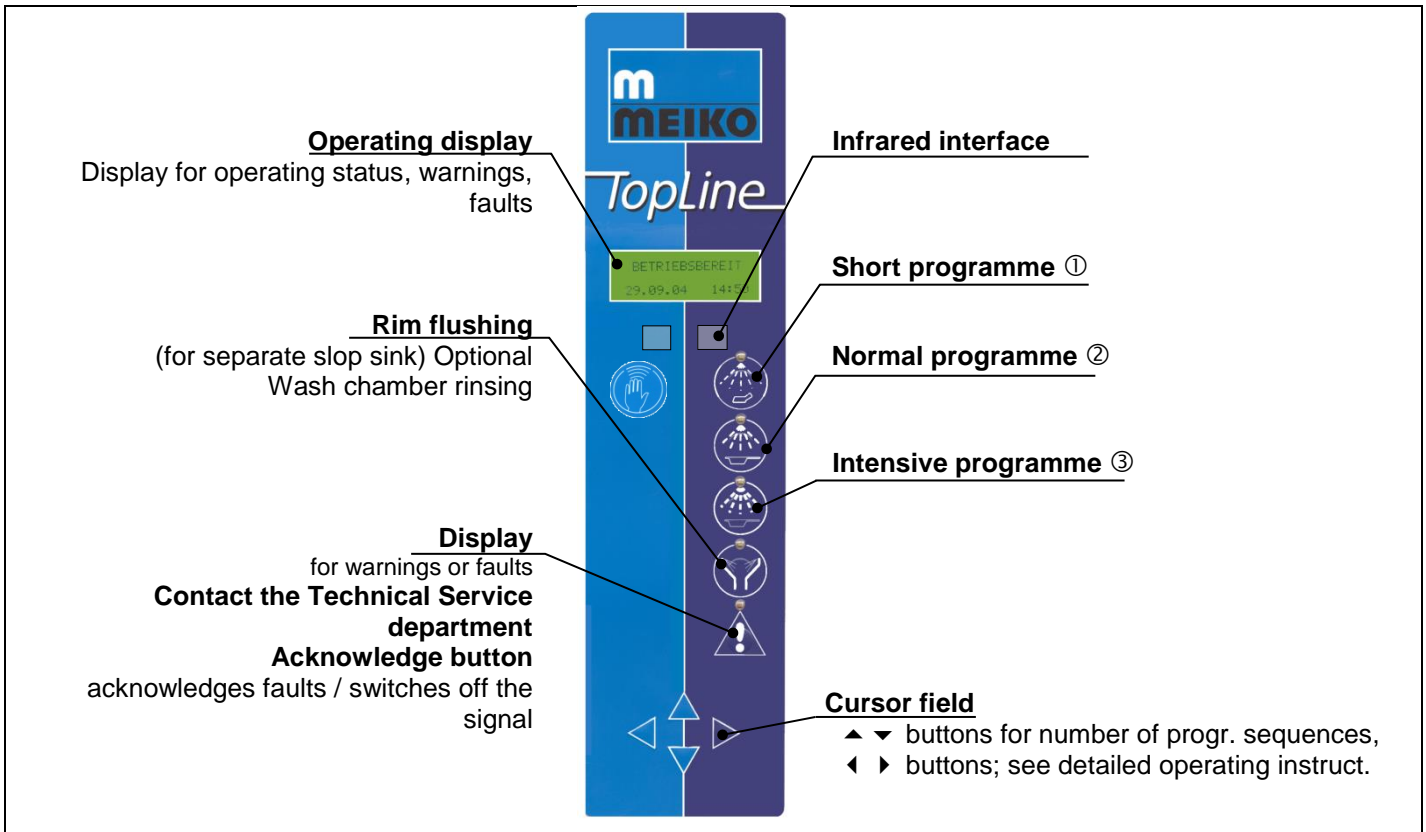 m
MEIKO
TopLine
BETRIEBSBEREIT
29.09.04 14:50
Operating display
Display for operating status, warnings,
faults
Rim flushing
(for separate slop sink) Optional
Wash chamber rinsing
Display
for warnings or faults
Contact the Technical Service
department
Acknowledge button
acknowledges faults / switches off the
signal
Infrared interface
Short programme ①
Normal programme ②
Intensive programme ③
Cursor field
▲ ▼ buttons for number of progr. sequences,
◀ ▶ buttons; see detailed operating instruct.